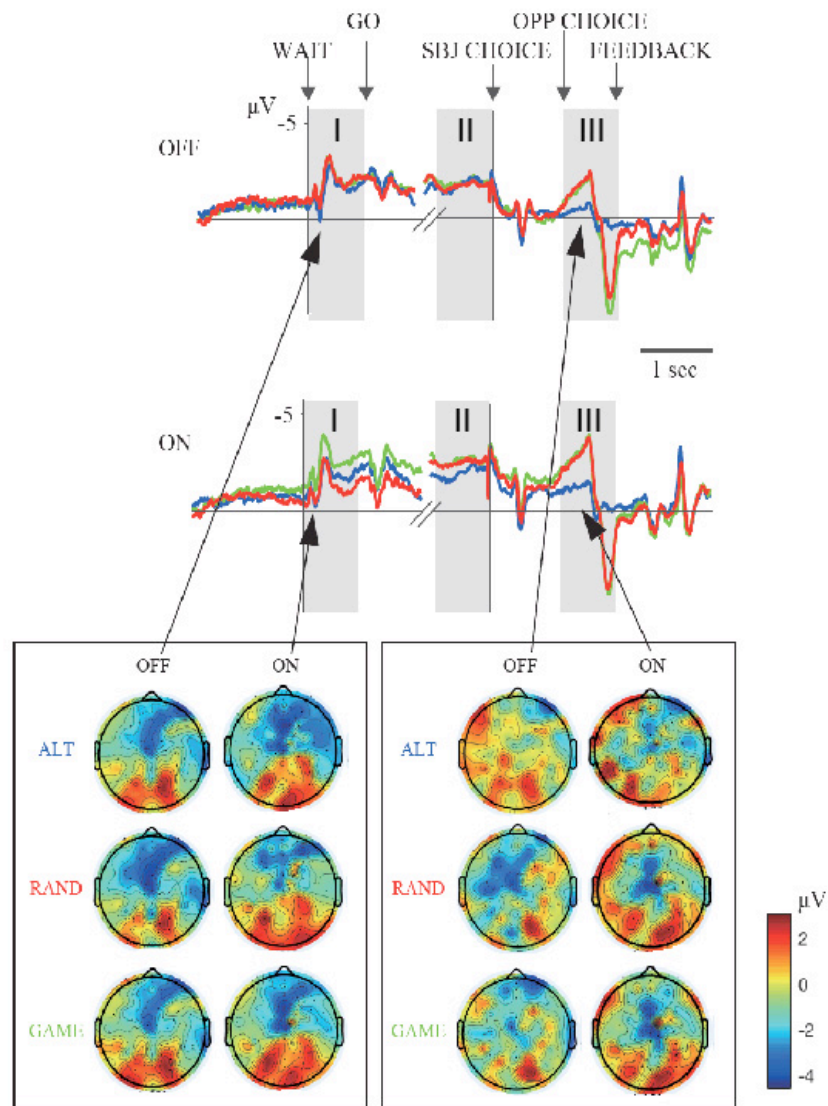 GO
OPP CHOICE
WAIT
SBJ CHOICE
FEEDBACK
μV
-5
I
II
III
OFF
1 sec
-5
I
II
III
ON
OFF
ON
OFF
ON
ALT
ALT
RAND
RAND
μV
2
0
GAME
GAME
-2
-4